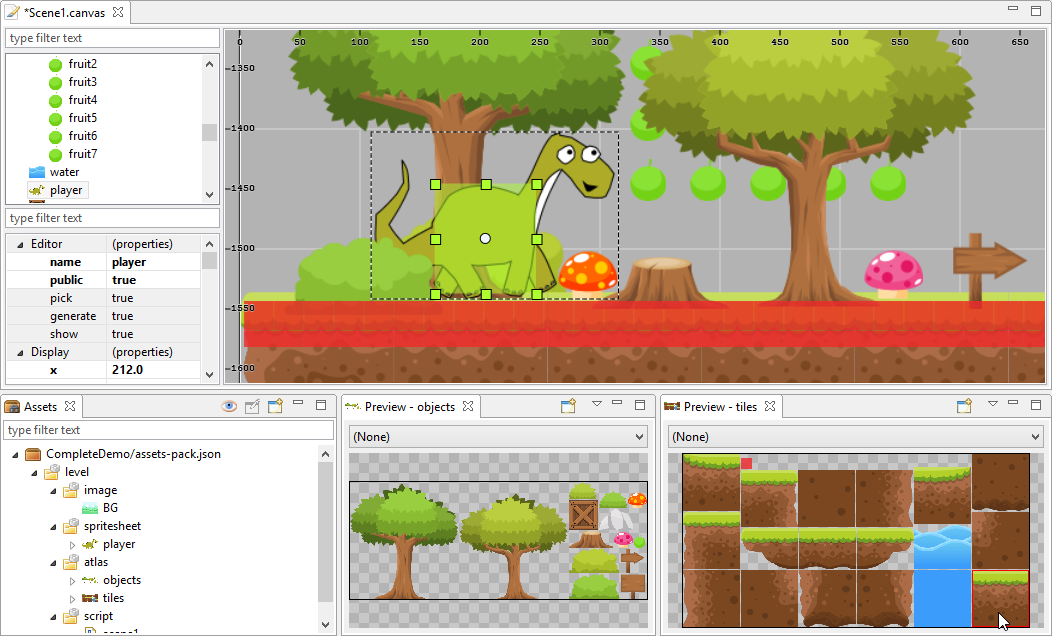 *Scene1.canvas
type filter text
fruit2
fruit3
fruit4
fruit5
fruit6
fruit7
water
player
type filter text
Editor (properties)
name player
public true
pick true
generate true
show true
Display (properties)
x 212.0
0 50 100 150 200 250 300 350 400 450 500 550 600 650
-1350
-1400
-1450
-1500
-1550
-1600
Assets
type filter text
CompleteDemo/assets-pack.json
level
image
BG
spritesheet
player
atlas
objects
tiles
script
Preview - objects
(None)
Preview - tiles
(None)